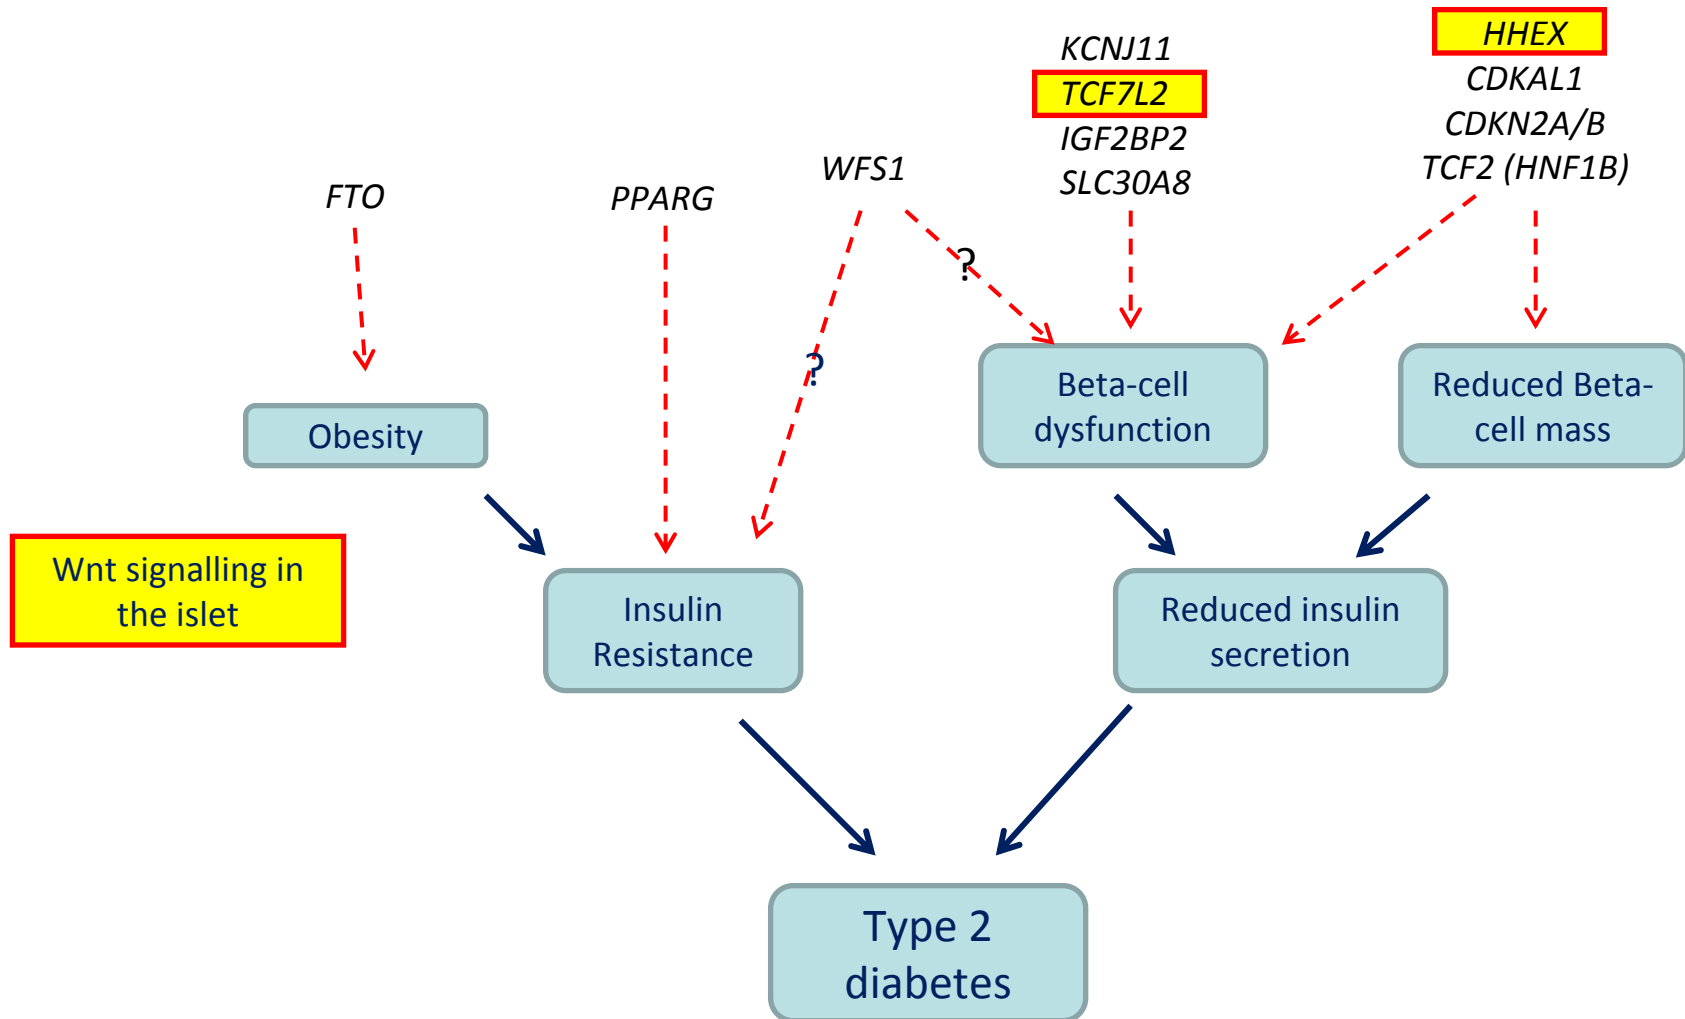 HHEX
KCNJ11
CDKAL1
TCF7L2
CDKN2A/B
IGF2BP2
TCF2 (HNF1B)
WFS1
SLC30A8
FTO
PPARG
?
?
Beta-cell
dysfunction
Reduced Beta-
cell mass
Obesity
Wnt signalling in
the islet
Insulin
Resistance
Reduced insulin
secretion
Type 2
diabetes